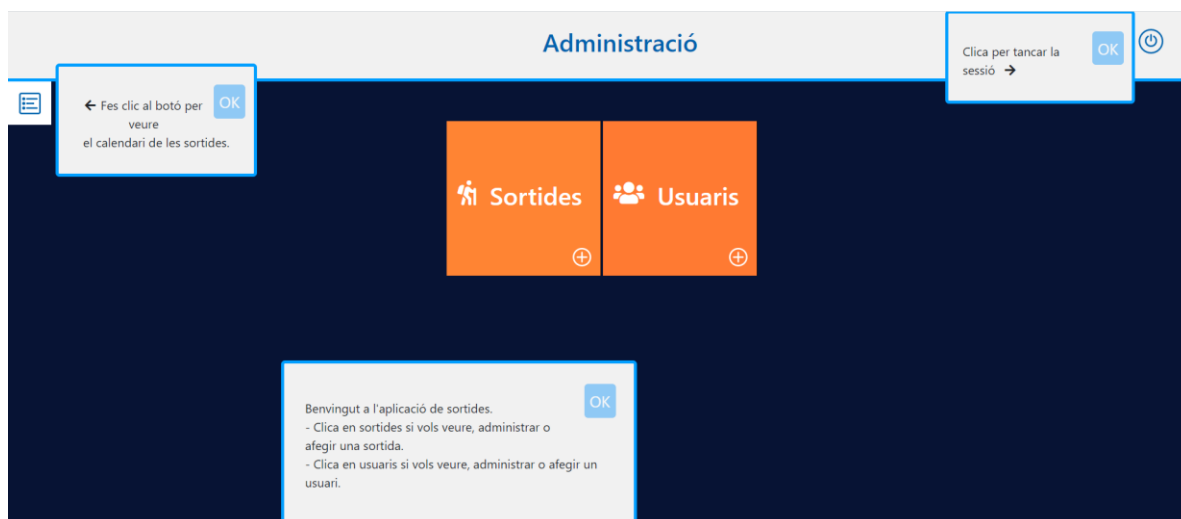 Administració
Clica per tancar la
sessió →
OK
← Fes clic al botó per
veure
el calendari de les sortides.
OK
Sortides
Usuaris
Benvingut a l'aplicació de sortides.
- Clica en sortides si vols veure, administrar o
afegir una sortida.
- Clica en usuaris si vols veure, administrar o afegir un
usuari.
OK